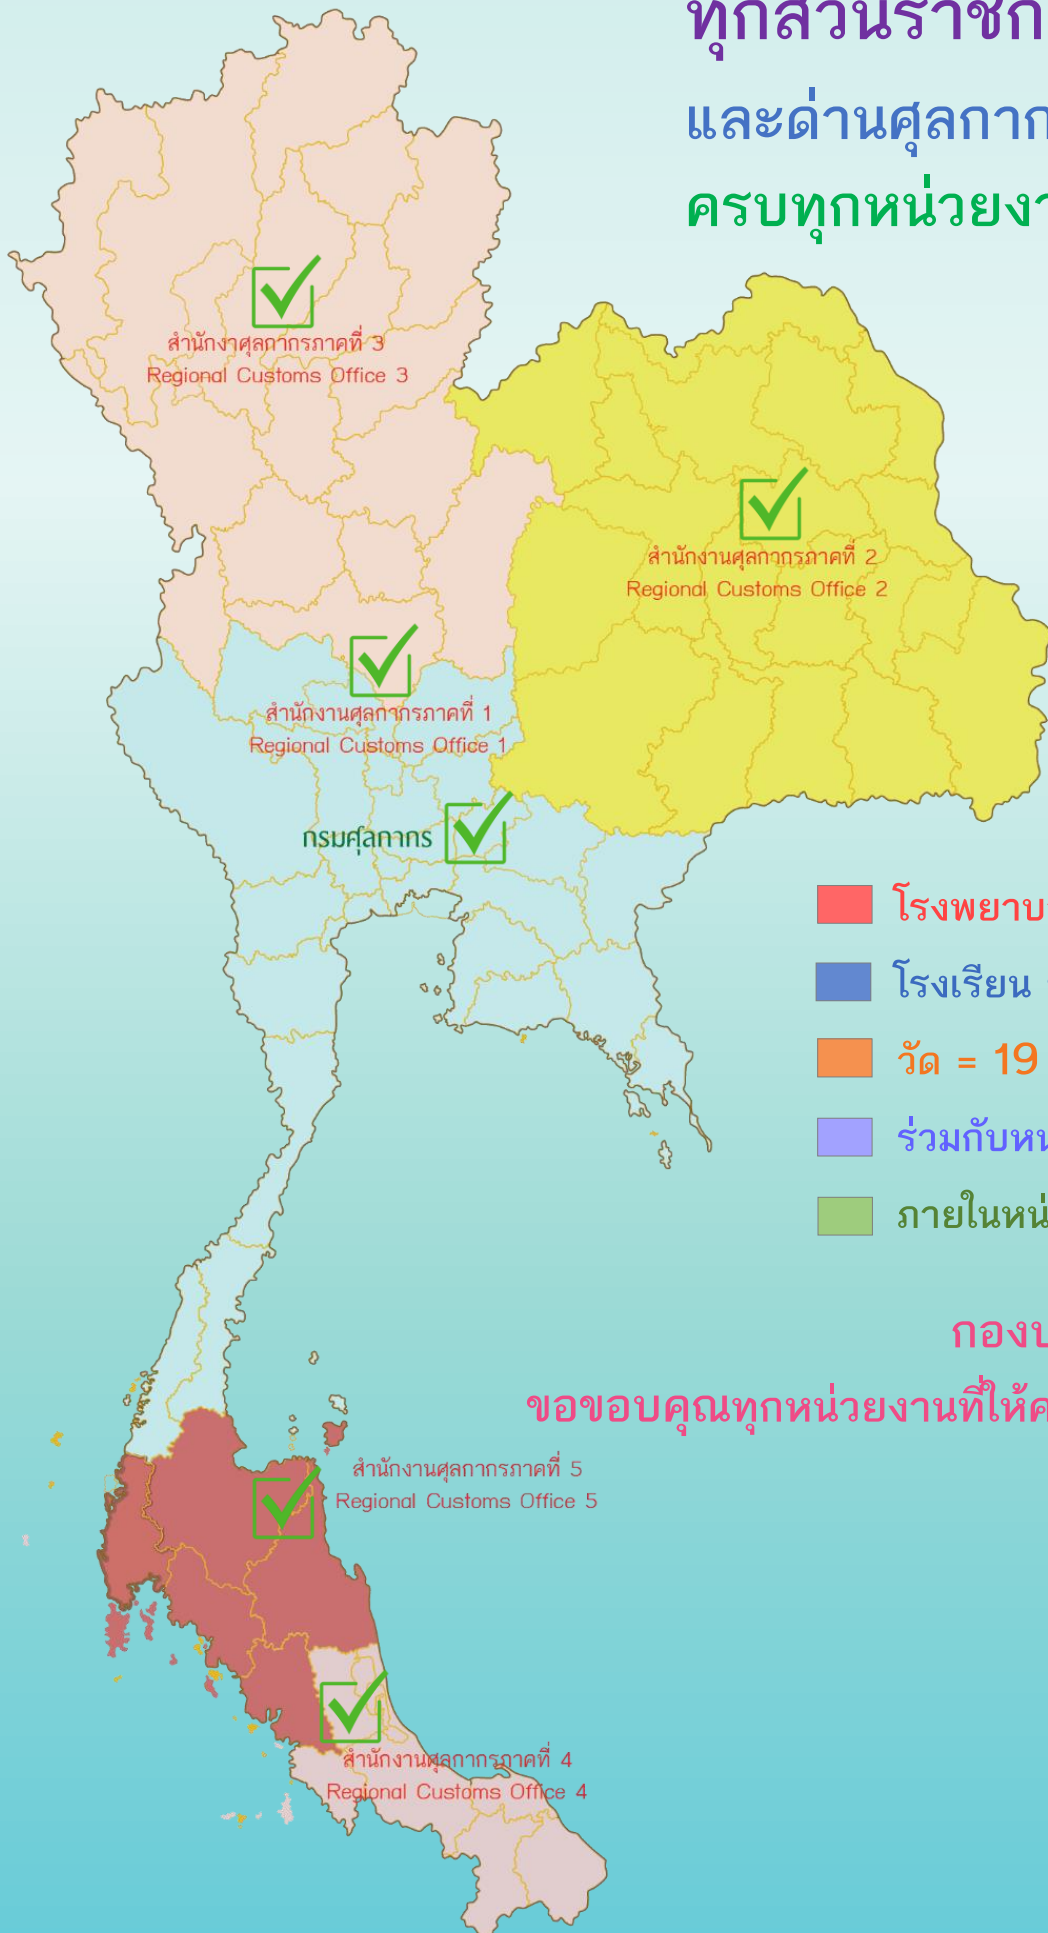 ทุกส่วนราชก
และด่านศุลกาก
ครบทุกหน่วยงา
สำนักงาศุลกากรภาคที่ 3
Regional Customs Office 3
สำนักงานศุลกากรภาคที่ 2
Regional Customs Office 2
สำนักงานศุลกากรภาคที่ 1
Regional Customs Office 1
กรมศุลกากร
โรงพยาบ
โรงเรียน
วัด = 19
ร่วมกับหน
ภายในหน่
กองบ
ขอขอบคุณทุกหน่วยงานที่ให้ค
สำนักงานศุลกากรภาคที่ 5
Regional Customs Office 5
สำนักงานศุลกากรภาคที่ 4
Regional Customs Office 4